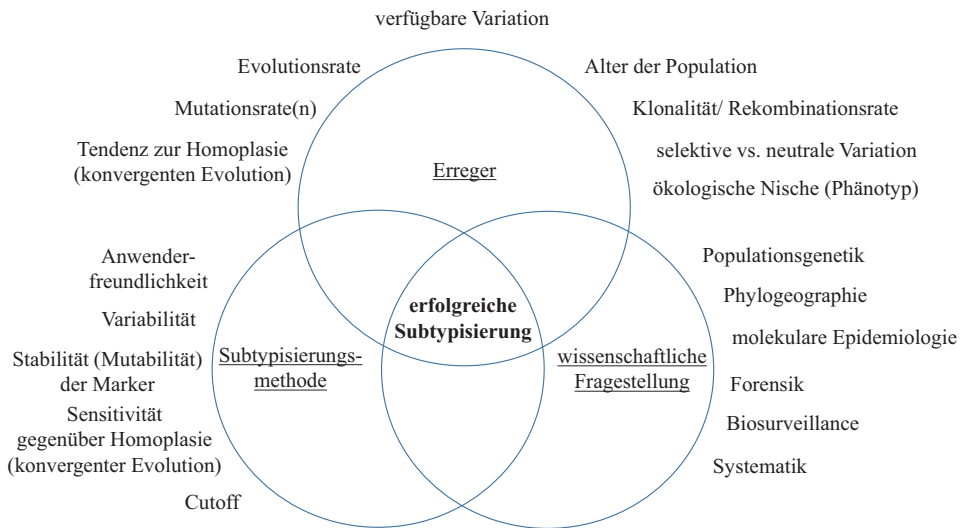 verfügbare Variation
Evolutionsrate
Alter der Population
Mutationsrate(n)
Klonalität/ Rekombinationsrate
Tendenz zur Homoplasie
(konvergenten Evolution)
selektive vs. neutrale Variation
ökologische Nische (Phänotyp)
Erreger
Anwender-
freundlichkeit
Variabilität
Stabilität (Mutabilität)
der Marker
Sensitivität
gegenüber Homoplasie
(konvergenter Evolution)
Cutoff
Subtypisierungs-
methode
erfolgreiche
Subtypisierung
wissenschaftliche
Fragestellung
Populationsgenetik
Phylogeographie
molekulare Epidemiologie
Forensik
Biosurveillance
Systematik